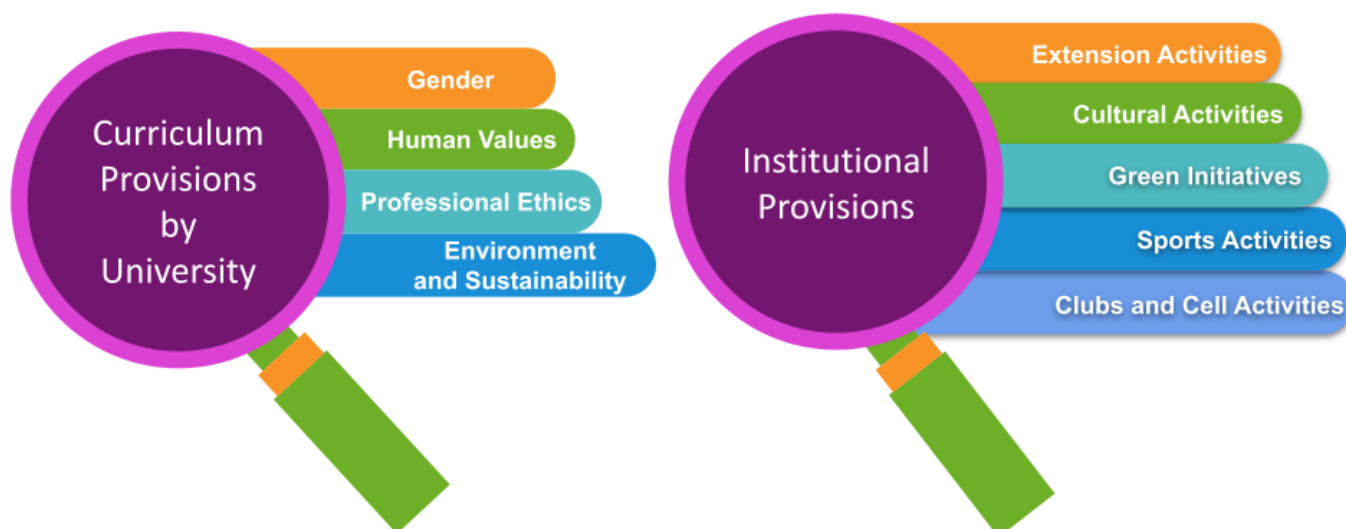 Curriculum
Provisions
by
University
Gender
Human Values
Professional Ethics
Environment
and Sustainability
Institutional
Provisions
Extension Activities
Cultural Activities
Green Initiatives
Sports Activities
Clubs and Cell Activities